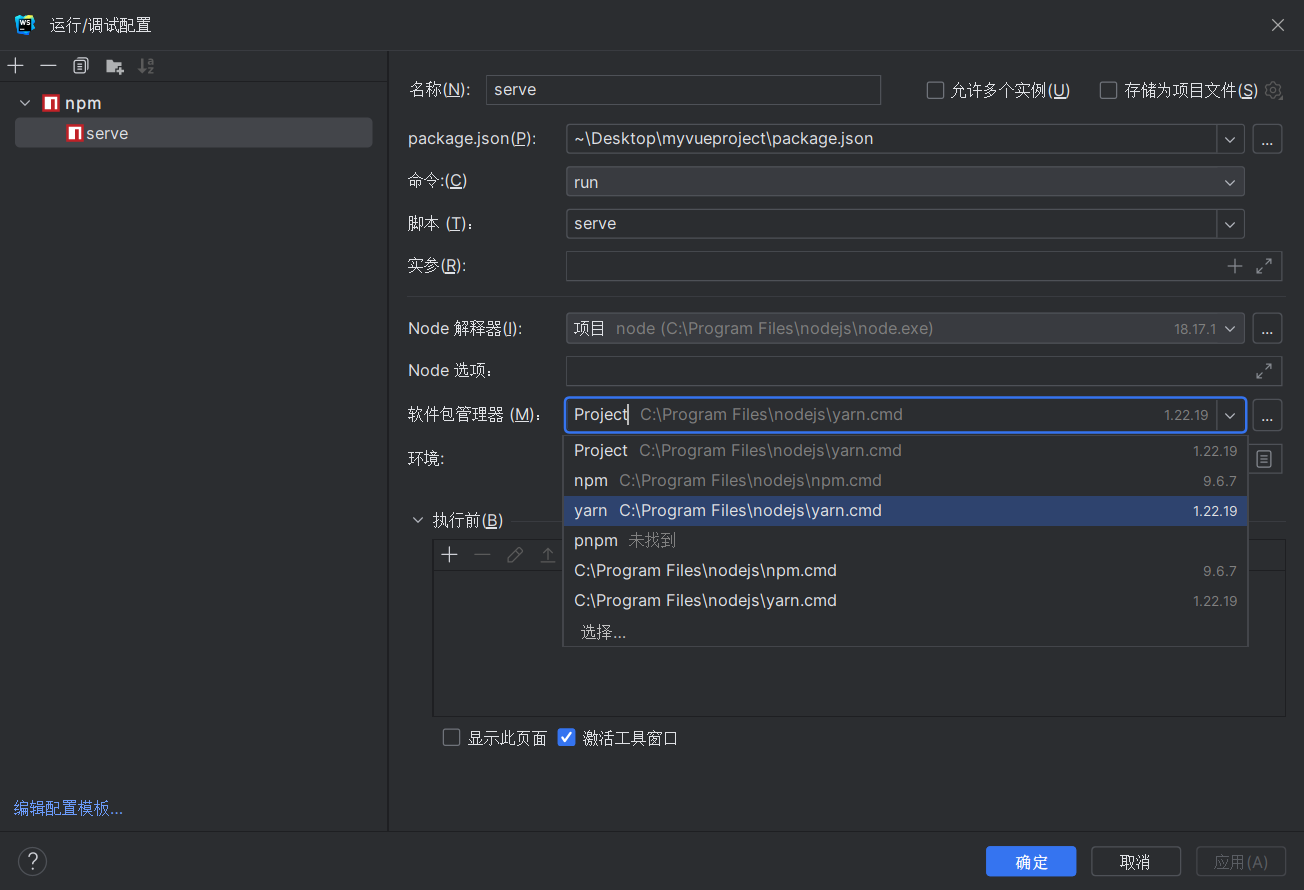 WS
运行/调试配置
npm
serve
名称(N):
serve
允许多个实例(U)
存储为项目文件(S)
package.json(P):
~\Desktop\myvueproject\package.json
...
命令:(C)
run
脚本 (T):
serve
实参(R):
Node 解释器(I):
项目 node (C:\Program Files\nodejs\node.exe) 18.17.1
...
Node 选项:
软件包管理器 (M):
Project C:\Program Files\nodejs\yarn.cmd 1.22.19
...
环境:
Project C:\Program Files\nodejs\yarn.cmd 1.22.19
npm C:\Program Files\nodejs\npm.cmd 9.6.7
yarn C:\Program Files\nodejs\yarn.cmd 1.22.19
pnpm 未找到
C:\Program Files\nodejs\npm.cmd 9.6.7
C:\Program Files\nodejs\yarn.cmd 1.22.19
选择...
执行前(B)
显示此页面
激活工具窗口
编辑配置模板...
?
确定
取消
应用(A)